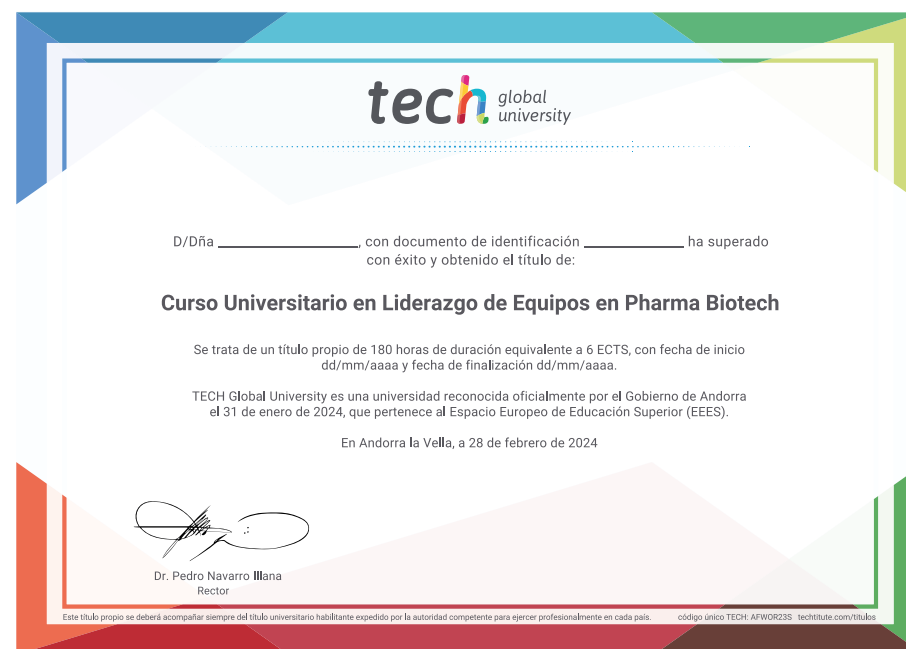 tech global university
D/Dña ____________________, con documento de identificación ______________ ha superado
con éxito y obtenido el título de:
Curso Universitario en Liderazgo de Equipos en Pharma Biotech
Se trata de un título propio de 180 horas de duración equivalente a 6 ECTS, con fecha de inicio
dd/mm/aaaa y fecha de finalización dd/mm/aaaa.
TECH Global University es una universidad reconocida oficialmente por el Gobierno de Andorra
el 31 de enero de 2024, que pertenece al Espacio Europeo de Educación Superior (EEES).
En Andorra la Vella, a 28 de febrero de 2024
Dr. Pedro Navarro Illana
Rector
Este título propio se deberá acompañar siempre del título universitario habilitante expedido por la autoridad competente para ejercer profesionalmente en cada país. código único TECH: AFWOR23S techtitute.com/titulos